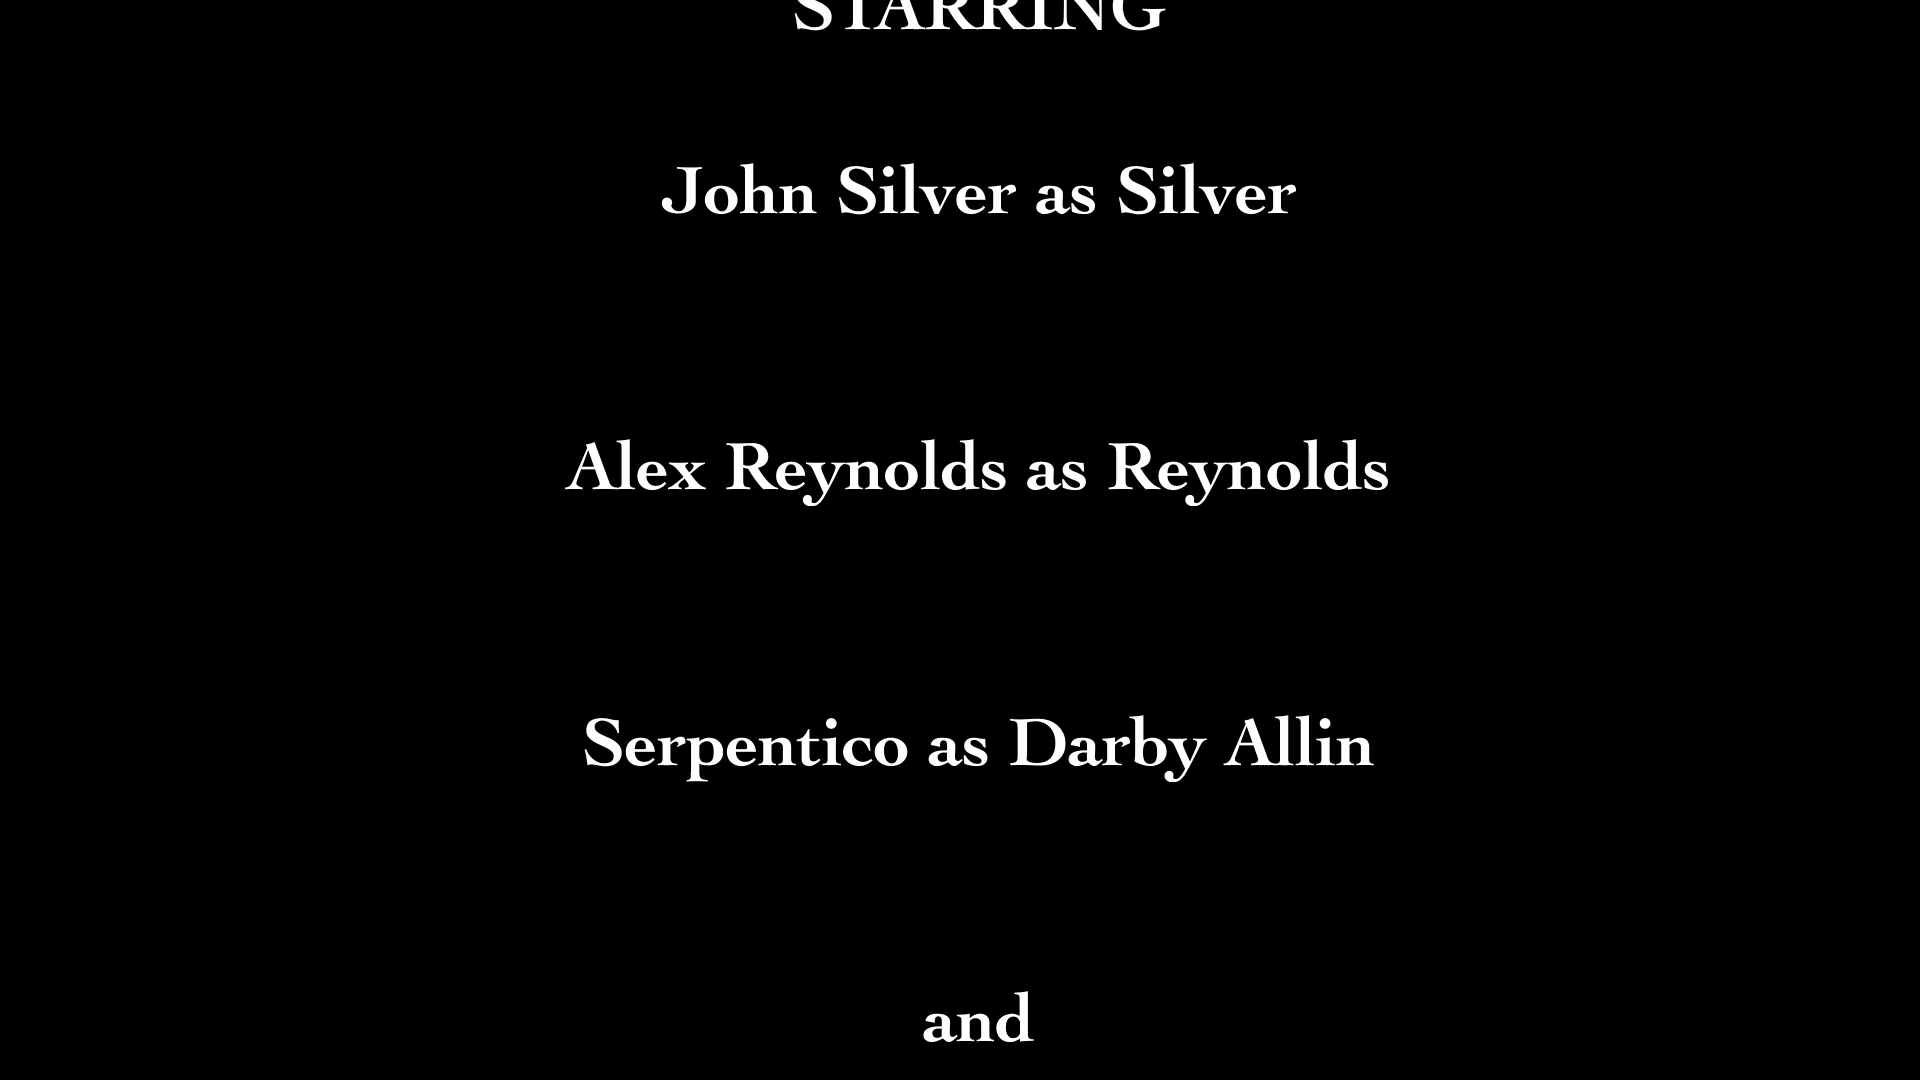 STARRING
John Silver as Silver
Alex Reynolds as Reynolds
Serpentico as Darby Allin
and